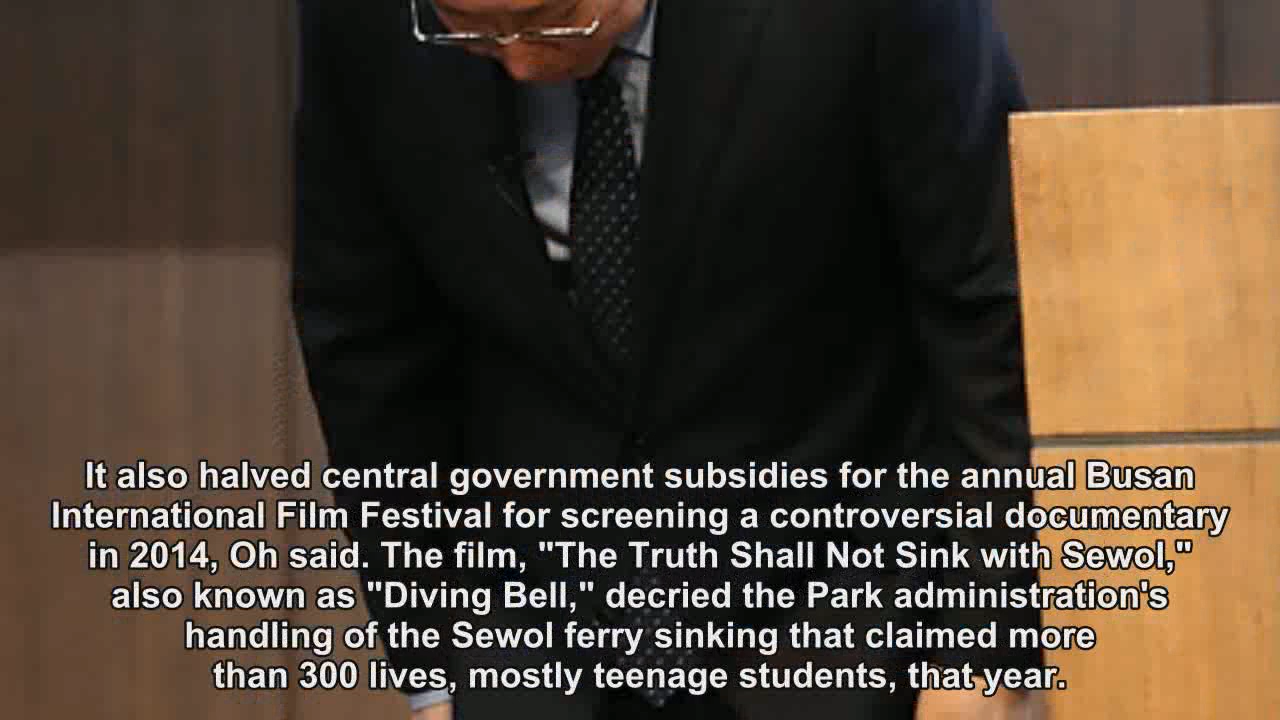 It also halved central government subsidies for the annual Busan
International Film Festival for screening a controversial documentary
in 2014, Oh said. The film, "The Truth Shall Not Sink with Sewol,"
also known as "Diving Bell," decried the Park administration's
handling of the Sewol ferry sinking that claimed more
than 300 lives, mostly teenage students, that year.